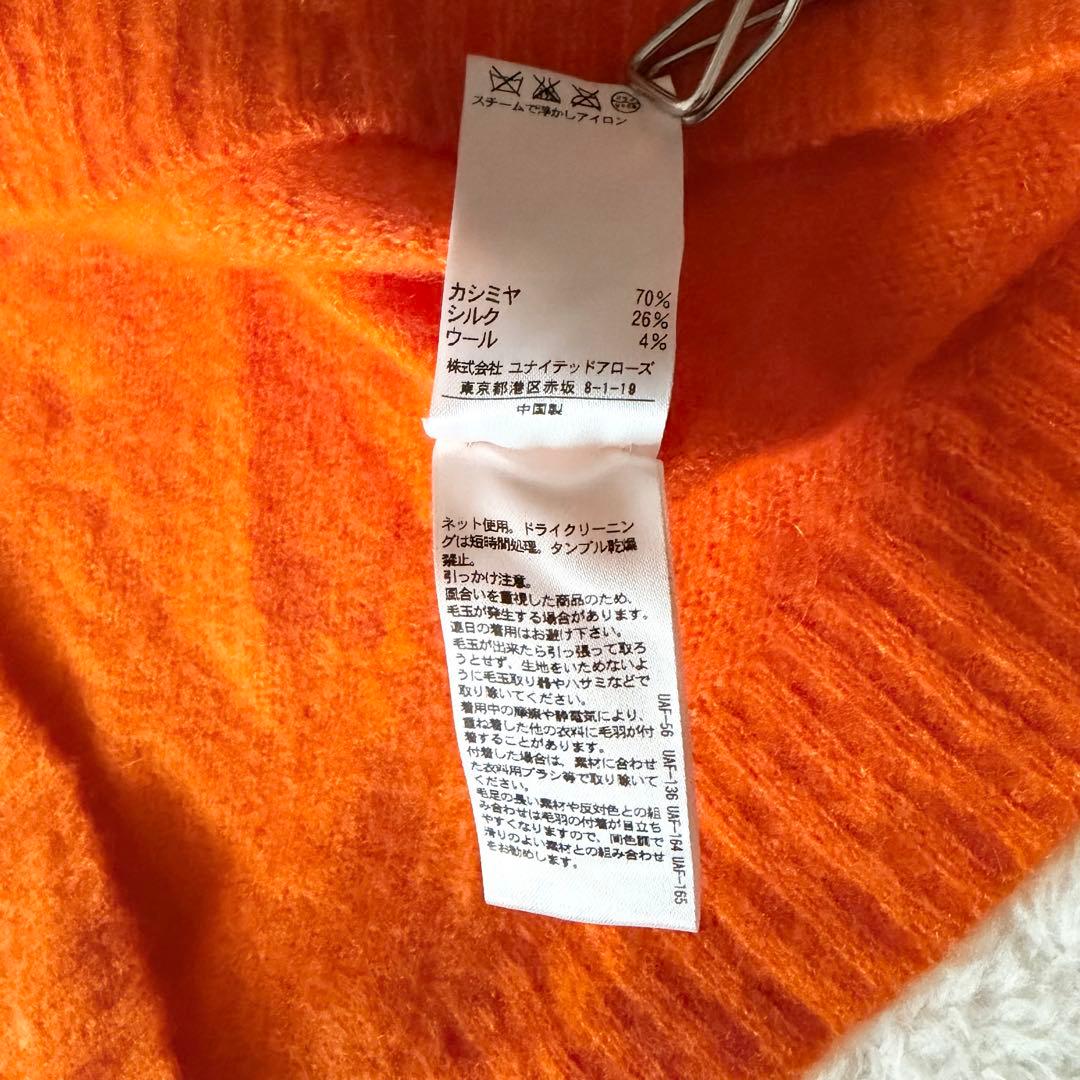 スチームで浮かしアイロン
カシミヤ 70%
シルク 26%
ウール 4%
株式会社 ユナイテッドアローズ
東京都港区赤坂 8-1-19
中国製
ネット使用。ドライクリーニン
グは短時間処理。タンブル乾燥
禁止。
引っかけ注意。
風合いを重視した商品のため、
毛玉が発生する場合があります。
連日の着用はお避け下さい。
毛玉が出来たら引っ張って取ろ
うとせず、生地をいためないよ
うに毛玉取り器やハサミなどで
取り除いてください。
着用中の摩擦や静電気により、
重ね着した他の衣料に毛羽が付
着することがあります。
付着した場合は、素材に合わせ
た衣料用ブラシ等で取り除いて
ください。
毛足の長い素材や反対色との組
み合わせは毛羽の付着が目立ち
やすくなりますので、同色調で
滑りのよい素材との組み合わせ
をお勧めします。
UAF-56 UAF-136 UAF-164 UAF-165